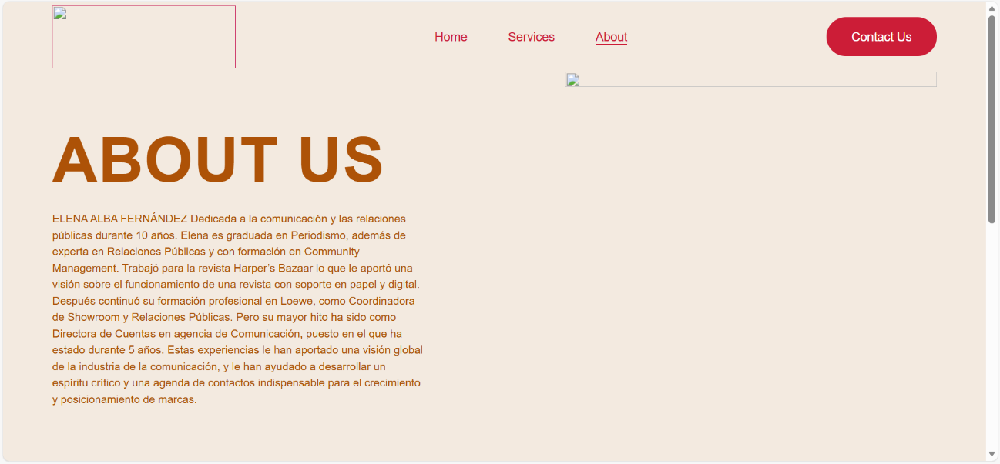 Home
Services
About
Contact Us
ABOUT US
ELENA ALBA FERNÁNDEZ Dedicada a la comunicación y las relaciones
públicas durante 10 años. Elena es graduada en Periodismo, además de
experta en Relaciones Públicas y con formación en Community
Management. Trabajó para la revista Harper’s Bazaar lo que le aportó una
visión sobre el funcionamiento de una revista con soporte en papel y digital.
Después continuó su formación profesional en Loewe, como Coordinadora
de Showroom y Relaciones Públicas. Pero su mayor hito ha sido como
Directora de Cuentas en agencia de Comunicación, puesto en el que ha
estado durante 5 años. Estas experiencias le han aportado una visión global
de la industria de la comunicación, y le han ayudado a desarrollar un
espíritu crítico y una agenda de contactos indispensable para el crecimiento
y posicionamiento de marcas.